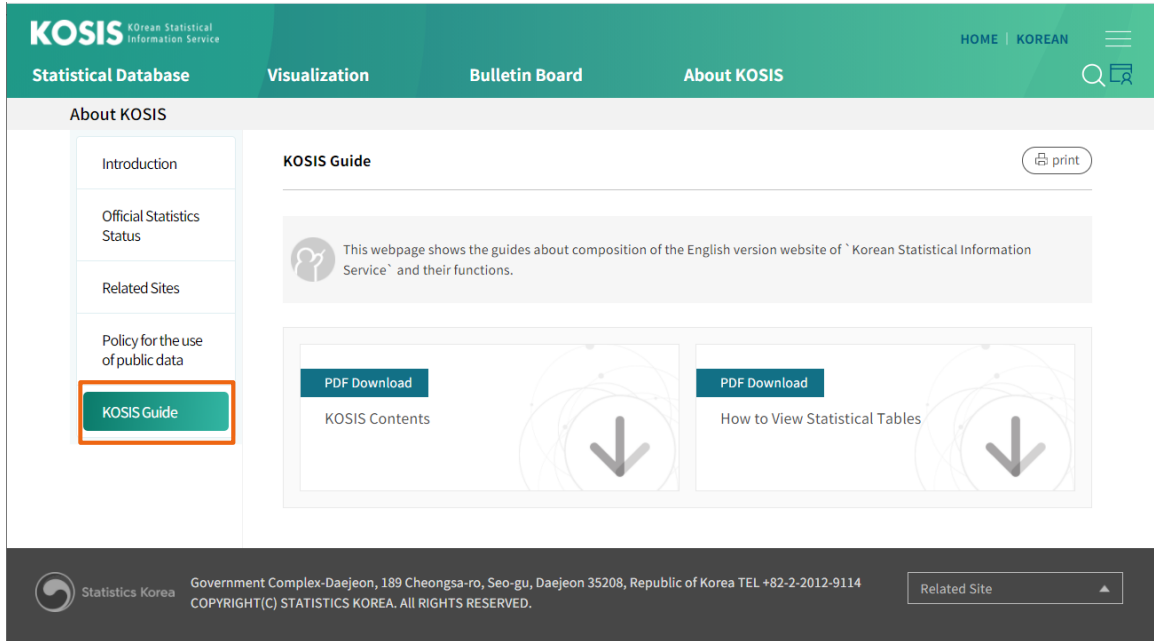 KOSIS KOrean Statistical
Information Service
HOME | KOREAN
Statistical Database Visualization Bulletin Board About KOSIS
About KOSIS
Introduction
Official Statistics
Status
Related Sites
Policy for the use
of public data
KOSIS Guide
KOSIS Guide
print
This webpage shows the guides about composition of the English version website of `Korean Statistical Information
Service` and their functions.
PDF Download
KOSIS Contents
PDF Download
How to View Statistical Tables
Statistics Korea
Government Complex-Daejeon, 189 Cheongsa-ro, Seo-gu, Daejeon 35208, Republic of Korea TEL +82-2-2012-9114
COPYRIGHT(C) STATISTICS KOREA. All RIGHTS RESERVED.
Related Site